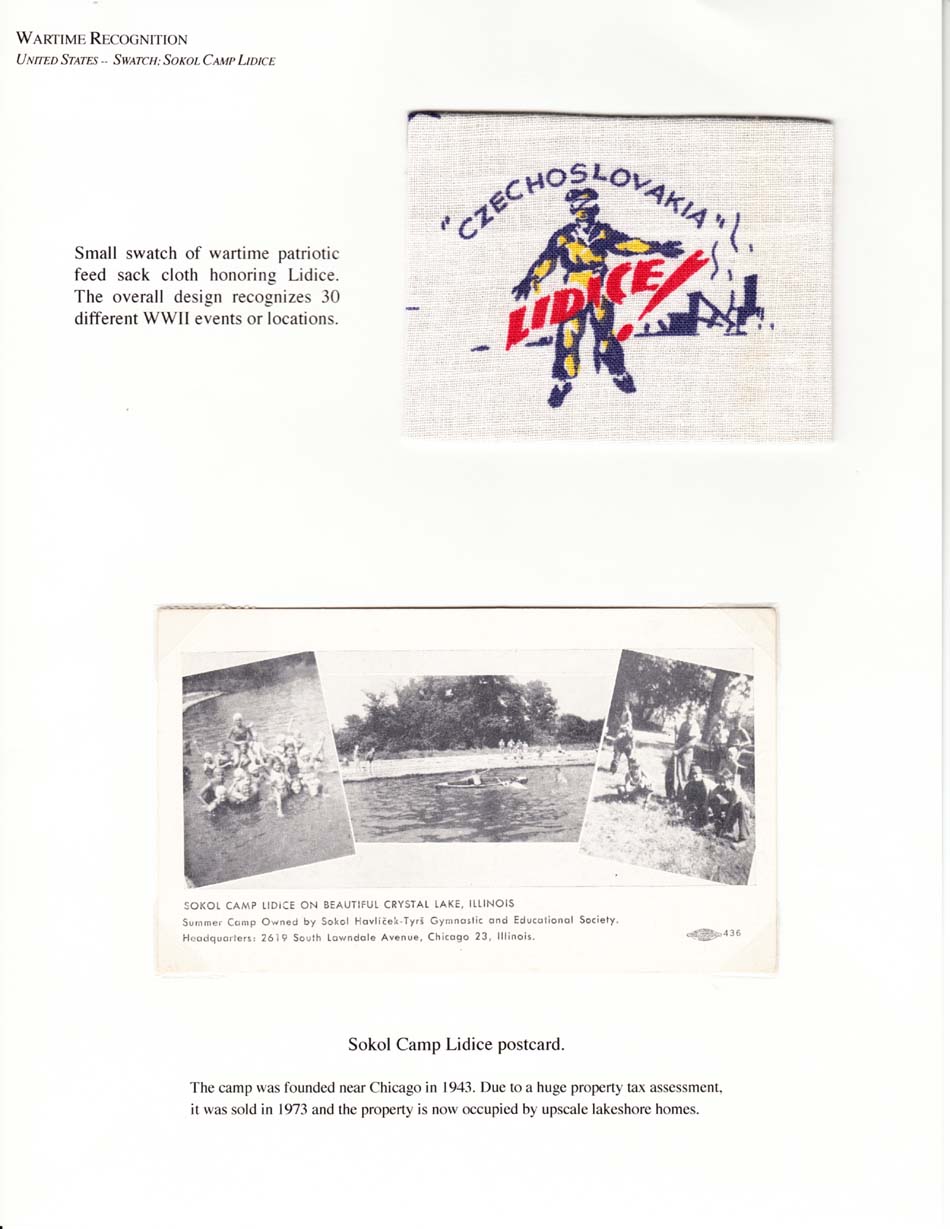 WARTIME RECOGNITION
UNITED STATES -- SWATCH; SOKOL CAMP LIDICE
"CZECHOSLOVAKIA"
LIDICE!
Small swatch of wartime patriotic
feed sack cloth honoring Lidice.
The overall design recognizes 30
different WWII events or locations.
SOKOL CAMP LIDICE ON BEAUTIFUL CRYSTAL LAKE, ILLINOIS
Summer Camp Owned by Sokol Havlíček-Tyrš Gymnastic and Educational Society.
Headquarters: 2619 South Lawndale Avenue, Chicago 23, Illinois.
436
Sokol Camp Lidice postcard.
The camp was founded near Chicago in 1943. Due to a huge property tax assessment,
it was sold in 1973 and the property is now occupied by upscale lakeshore homes.